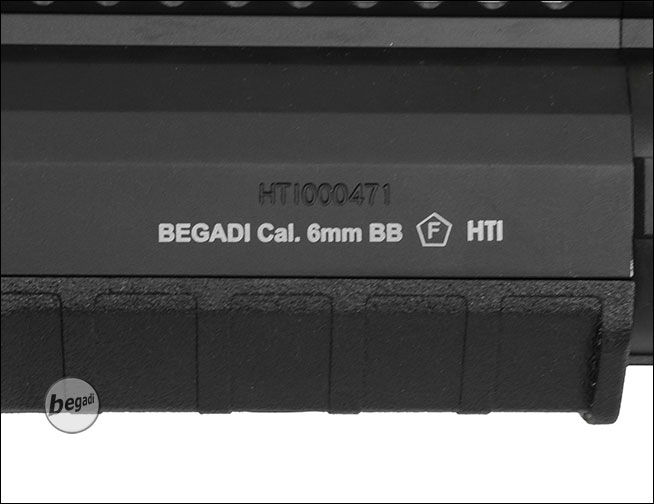 HTI000471
BEGADI Cal. 6mm BB F HTI
begadi